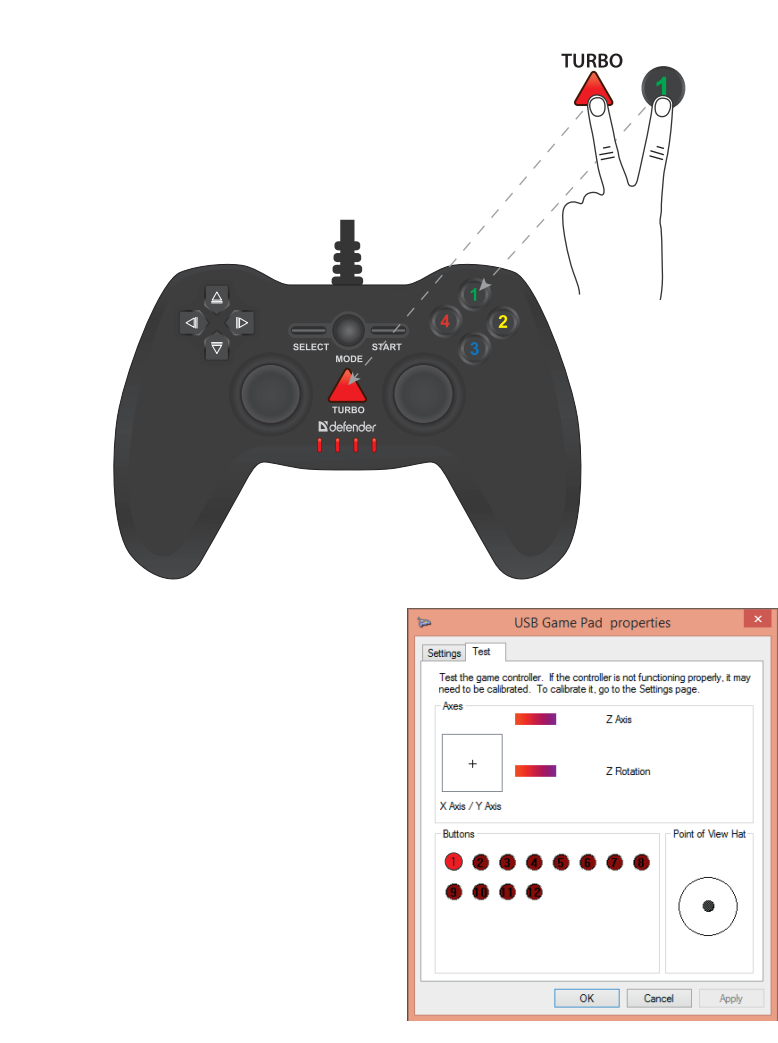 TURBO
1
1
4
2
3
SELECT
START
MODE
TURBO
defender
USB Game Pad properties
Settings
Test
Test the game controller. If the controller is not functioning properly, it may
need to be calibrated. To calibrate it, go to the Settings page.
Axes
Z Axis
Z Rotation
X Axis / Y Axis
Buttons
Point of View Hat
1 2 3 4 5 6 7 8
9 10 11 12
OK
Cancel
Apply